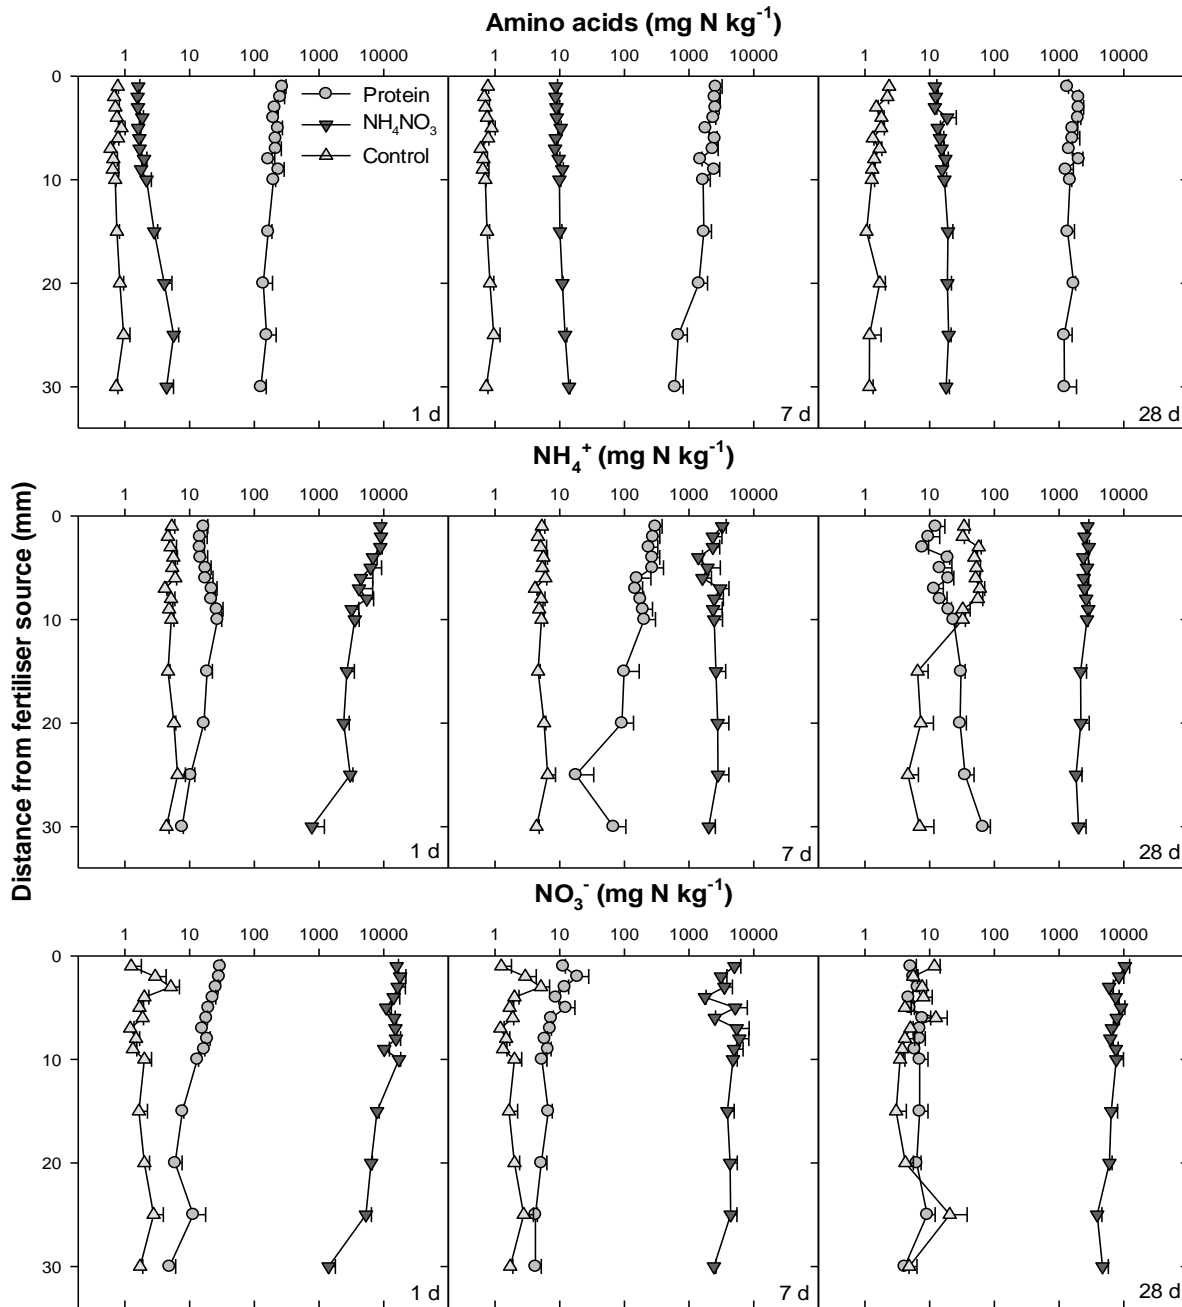 Amino acids (mg N kg⁻¹)
1 10 100 1000 10000 1 10 100 1000 10000 1 10 100 1000 10000
0
10
20
30
Protein
NH₄NO₃
Control
1 d 7 d 28 d
NH₄⁺ (mg N kg⁻¹)
1 10 100 1000 10000 1 10 100 1000 10000 1 10 100 1000 10000
0
10
20
30
Distance from fertiliser source (mm)
1 d 7 d 28 d
NO₃⁻ (mg N kg⁻¹)
1 10 100 1000 10000 1 10 100 1000 10000 1 10 100 1000 10000
0
10
20
30
1 d 7 d 28 d